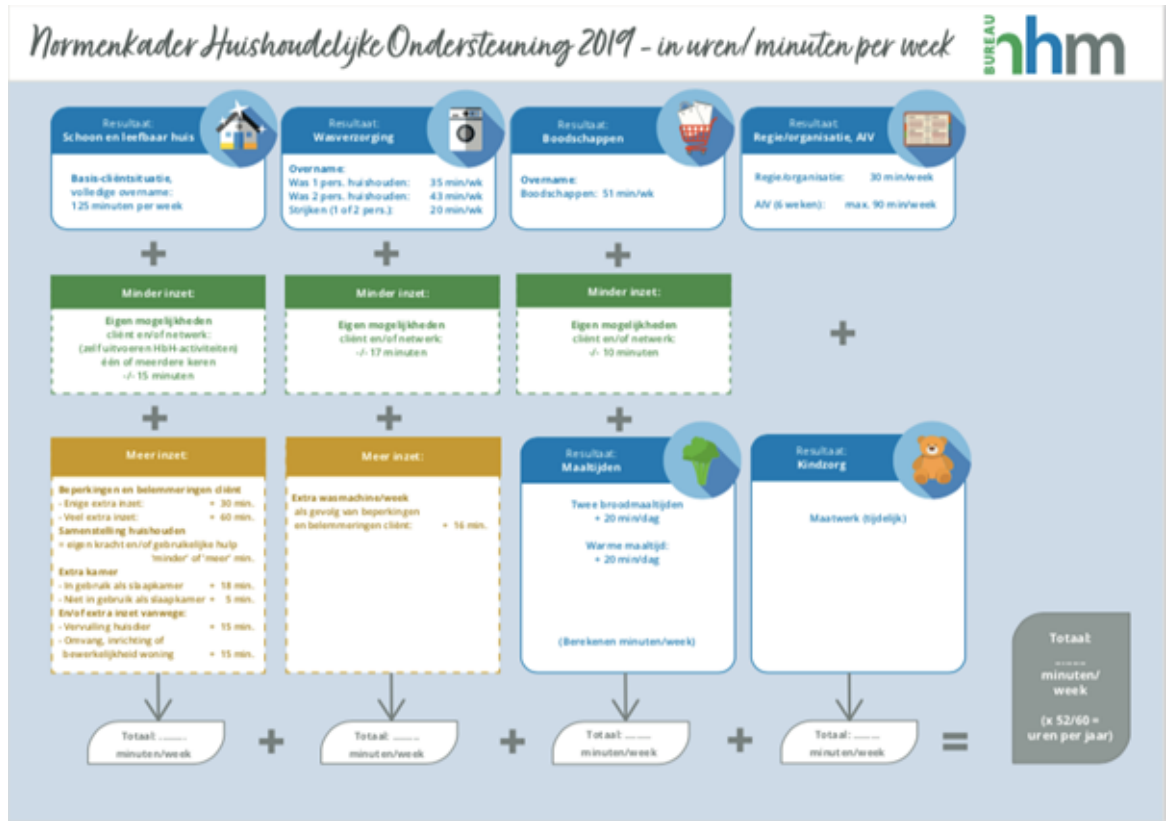 Normenkader Huishoudelijke Ondersteuning 2019 - in uren/minuten per week
BUREAU
nhm
Resultaat:
Schoon en leefbaar huis
Basis-cliëntsituatie,
volledige overname:
125 minuten per week
Resultaat:
Wasverzorging
Overname:
Was 1 pers. huishouden: 35 min/wk
Was 2 pers. huishouden: 43 min/wk
Strijken (1 of 2 pers.): 20 min/wk
Resultaat:
Boodschappen
Overname:
Boodschappen: 51 min/wk
Resultaat
Regie/organisatie, AIV
Regie/organisatie: 30 min/week
AIV (6 weken): max. 90 min/week
+
+
+
Minder inzet:
Eigen mogelijkheden
cliënt en/of netwerk:
(zelf uitvoeren HbH-activiteiten)
één of meerdere keren
-/- 15 minuten
Minder inzet:
Eigen mogelijkheden
cliënt en/of netwerk:
-/- 17 minuten
Minder inzet:
Eigen mogelijkheden
cliënt en/of netwerk:
-/- 10 minuten
+
+
+
+
Meer inzet:
Beperkingen en belemmeringen cliënt
- Enige extra inzet: + 30 min.
- Veel extra inzet: + 60 min.
Samenstelling huishouden
= eigen kracht en/of gebruikelijke hulp
'minder' of 'meer' min.
Extra kamer
- In gebruik als slaapkamer + 18 min.
- Niet in gebruik als slaapkamer + 5 min.
En/of extra inzet vanwege:
- Vervuiling huisdier + 15 min.
- Omvang, inrichting of
bewerkelijkheid woning + 15 min.
Meer inzet:
Extra wasmachine/week
als gevolg van beperkingen
en belemmeringen cliënt: + 16 min.
Resultaat:
Maaltijden
Twee broodmaaltijden
+ 20 min/dag
Warme maaltijd:
+ 20 min/dag
(Berekenen minuten/week)
Resultaat:
Kindzorg
Maatwerk (tijdelijk)
Totaal: ........
minuten/week
+
Totaal: ........
minuten/week
+
Totaal: ........
minuten/week
+
Totaal: ........
minuten/week
=
Totaal:
......
minuten/
week
(x 52/60 =
uren per jaar)